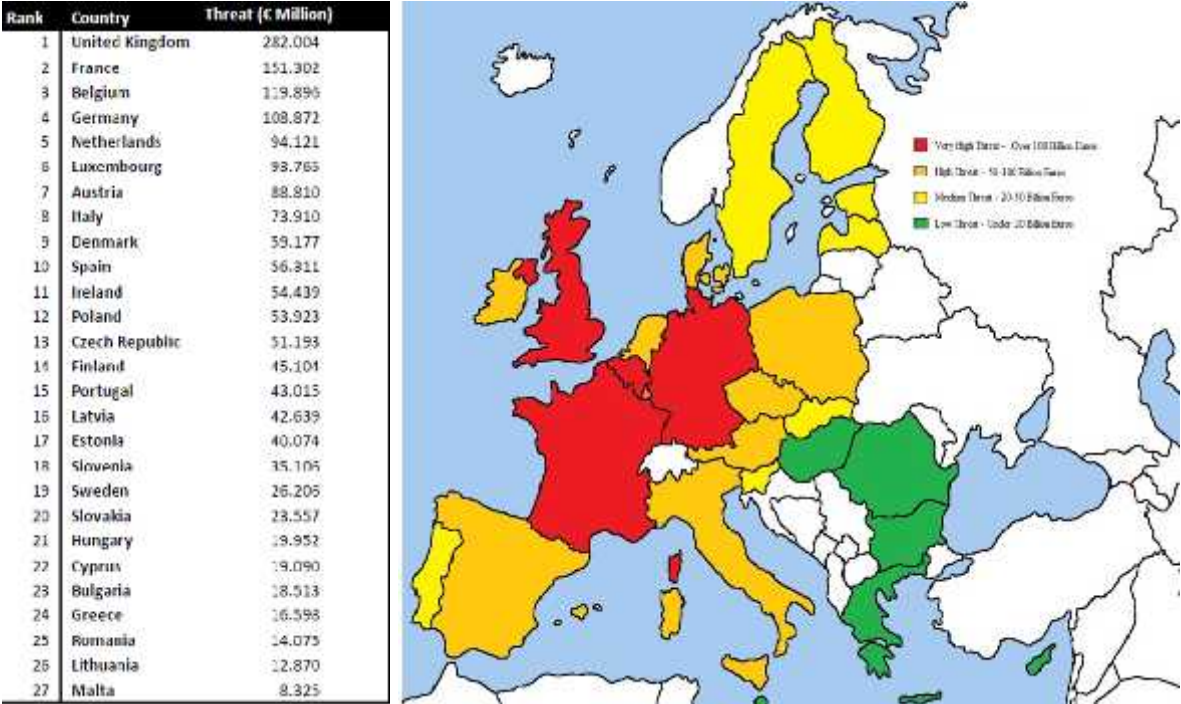 Rank Country Threat (€ Million)
1 United Kingdom 282.004
2 France 151.302
3 Belgium 119.896
4 Germany 108.872
5 Netherlands 94.121
6 Luxembourg 93.765
7 Austria 88.810
8 Italy 73.910
9 Denmark 59.177
10 Spain 56.311
11 Ireland 54.439
12 Poland 53.923
13 Czech Republic 51.193
14 Finland 45.104
15 Portugal 43.015
16 Latvia 42.639
17 Estonia 40.074
18 Slovenia 35.106
19 Sweden 26.206
20 Slovakia 23.557
21 Hungary 19.952
22 Cyprus 19.090
23 Bulgaria 18.513
24 Greece 16.598
25 Romania 14.075
26 Lithuania 12.870
27 Malta 8.325
Very High Threat - Over 100 Billion Euros
High Threat - 50-100 Billion Euros
Medium Threat - 20-50 Billion Euros
Low Threat - Under 20 Billion Euros